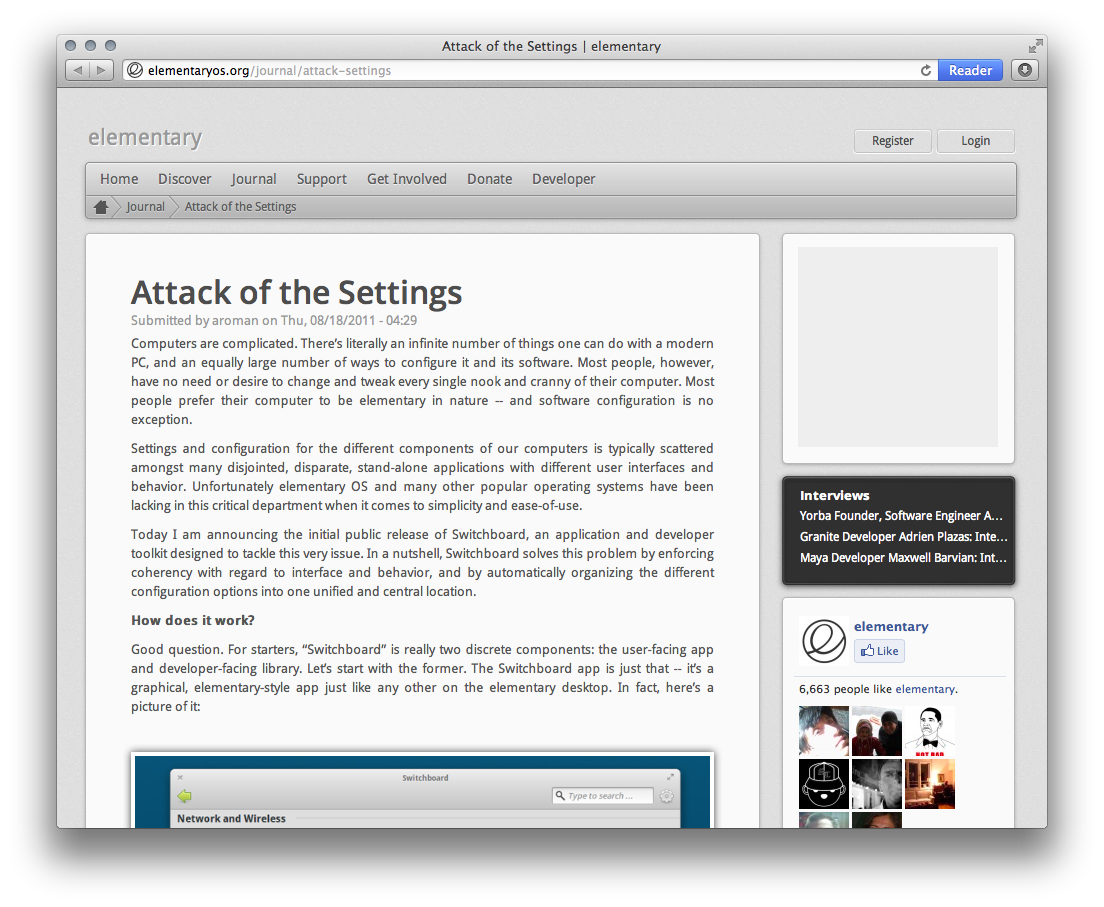 Attack of the Settings | elementary
elementaryos.org/journal/attack-settings
Reader
elementary
Register
Login
Home Discover Journal Support Get Involved Donate Developer
Journal Attack of the Settings
Attack of the Settings
Submitted by aroman on Thu, 08/18/2011 - 04:29
Computers are complicated. There’s literally an infinite number of things one can do with a modern
PC, and an equally large number of ways to configure it and its software. Most people, however,
have no need or desire to change and tweak every single nook and cranny of their computer. Most
people prefer their computer to be elementary in nature -- and software configuration is no
exception.
Settings and configuration for the different components of our computers is typically scattered
amongst many disjointed, disparate, stand-alone applications with different user interfaces and
behavior. Unfortunately elementary OS and many other popular operating systems have been
lacking in this critical department when it comes to simplicity and ease-of-use.
Today I am announcing the initial public release of Switchboard, an application and developer
toolkit designed to tackle this very issue. In a nutshell, Switchboard solves this problem by enforcing
coherency with regard to interface and behavior, and by automatically organizing the different
configuration options into one unified and central location.
How does it work?
Good question. For starters, “Switchboard” is really two discrete components: the user-facing app
and developer-facing library. Let’s start with the former. The Switchboard app is just that -- it’s a
graphical, elementary-style app just like any other on the elementary desktop. In fact, here’s a
picture of it:
Switchboard
Type to search ...
Network and Wireless
Interviews
Yorba Founder, Software Engineer A...
Granite Developer Adrien Plazas: Inte...
Maya Developer Maxwell Barvian: Int...
elementary
Like
6,663 people like elementary.
NOT BAD